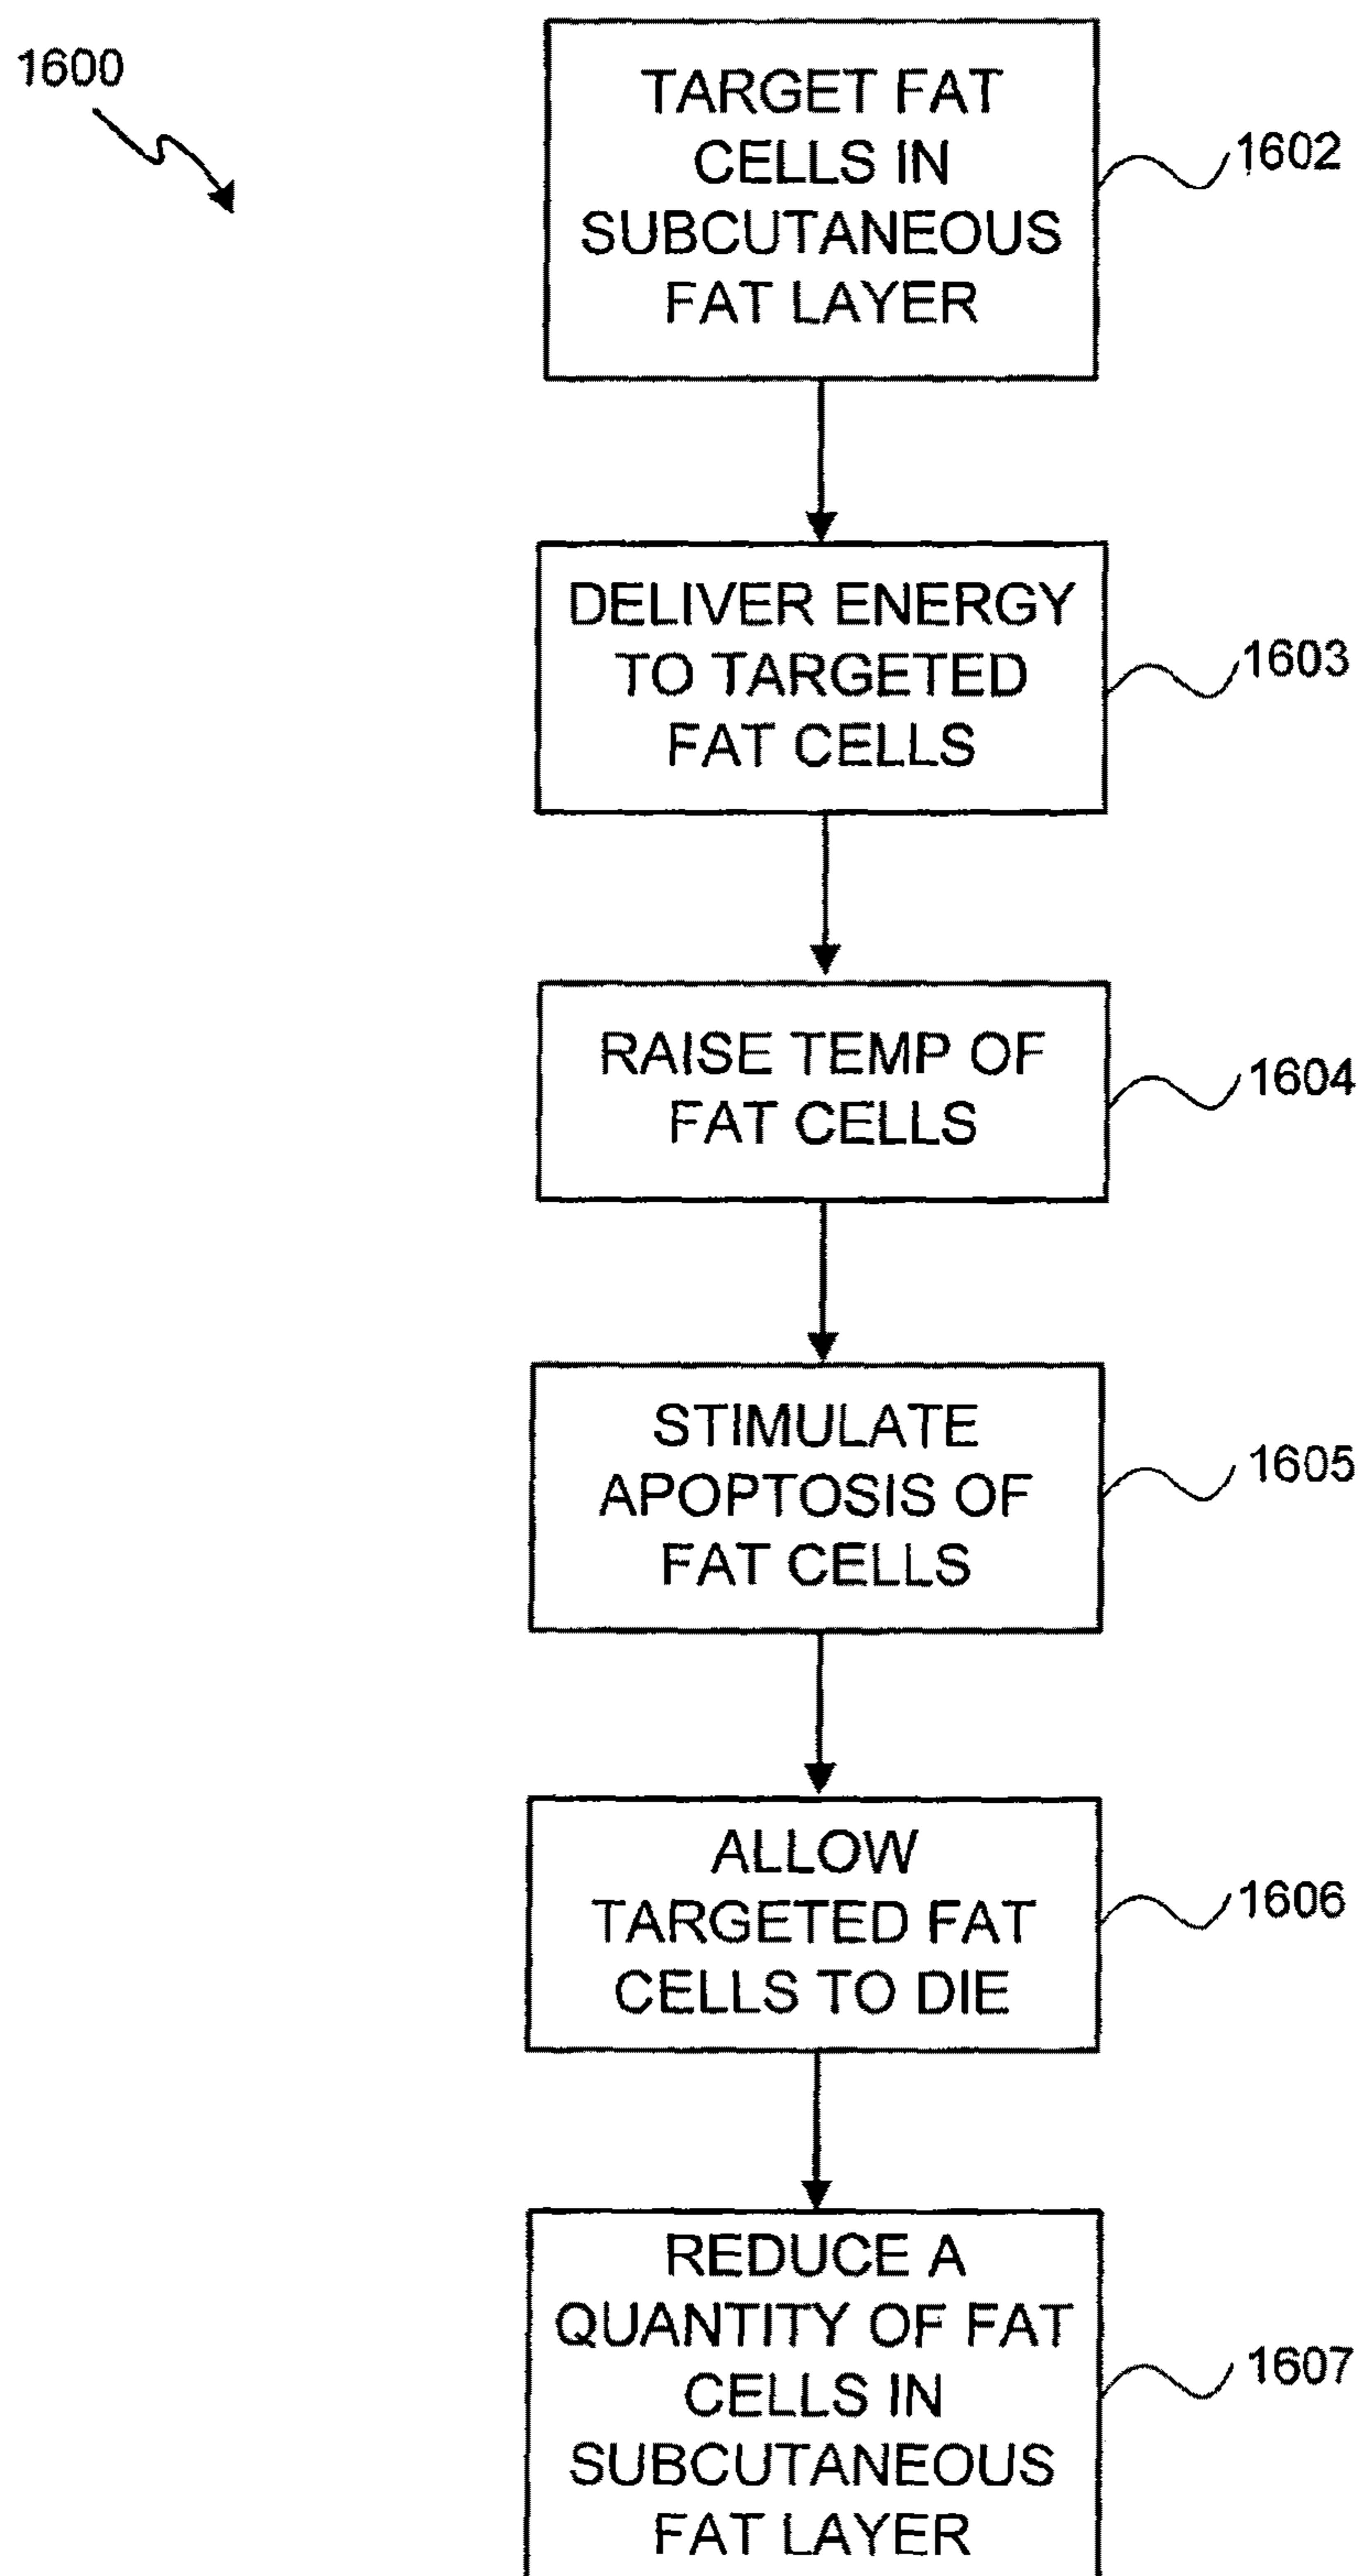 1600
TARGET FAT
CELLS IN
SUBCUTANEOUS
FAT LAYER
1602
DELIVER ENERGY
TO TARGETED
FAT CELLS
1603
RAISE TEMP OF
FAT CELLS
1604
STIMULATE
APOPTOSIS OF
FAT CELLS
1605
ALLOW
TARGETED FAT
CELLS TO DIE
1606
REDUCE A
QUANTITY OF FAT
CELLS IN
SUBCUTANEOUS
FAT LAYER
1607